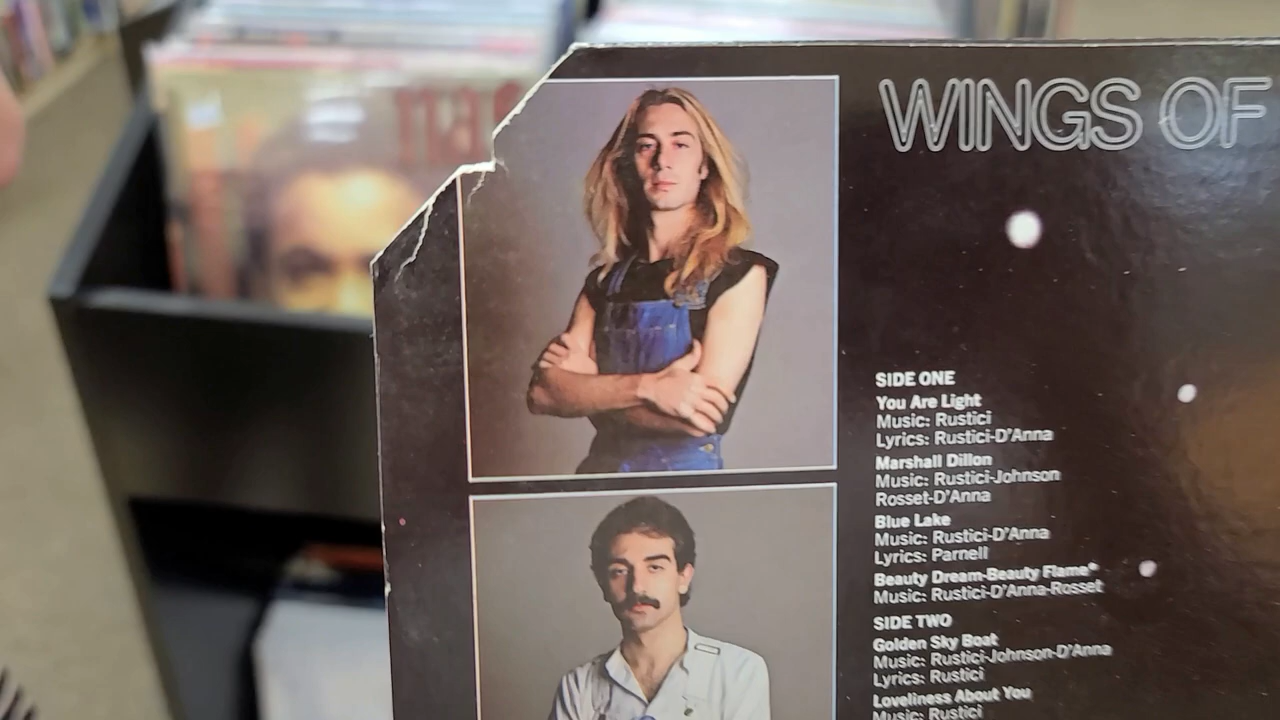 WINGS OF
SIDE ONE
You Are Light
Music: Rustici
Lyrics: Rustici-D'Anna
Marshall Dillon
Music: Rustici-Johnson
Rosset-D'Anna
Blue Lake
Music: Rustici-D'Anna
Lyrics: Parnell
Beauty Dream-Beauty Flame*
Music: Rustici-D'Anna-Rosset
SIDE TWO
Golden Sky Boat
Music: Rustici-Johnson-D'Anna
Lyrics: Rustici
Loveliness About You
Music: Rustici